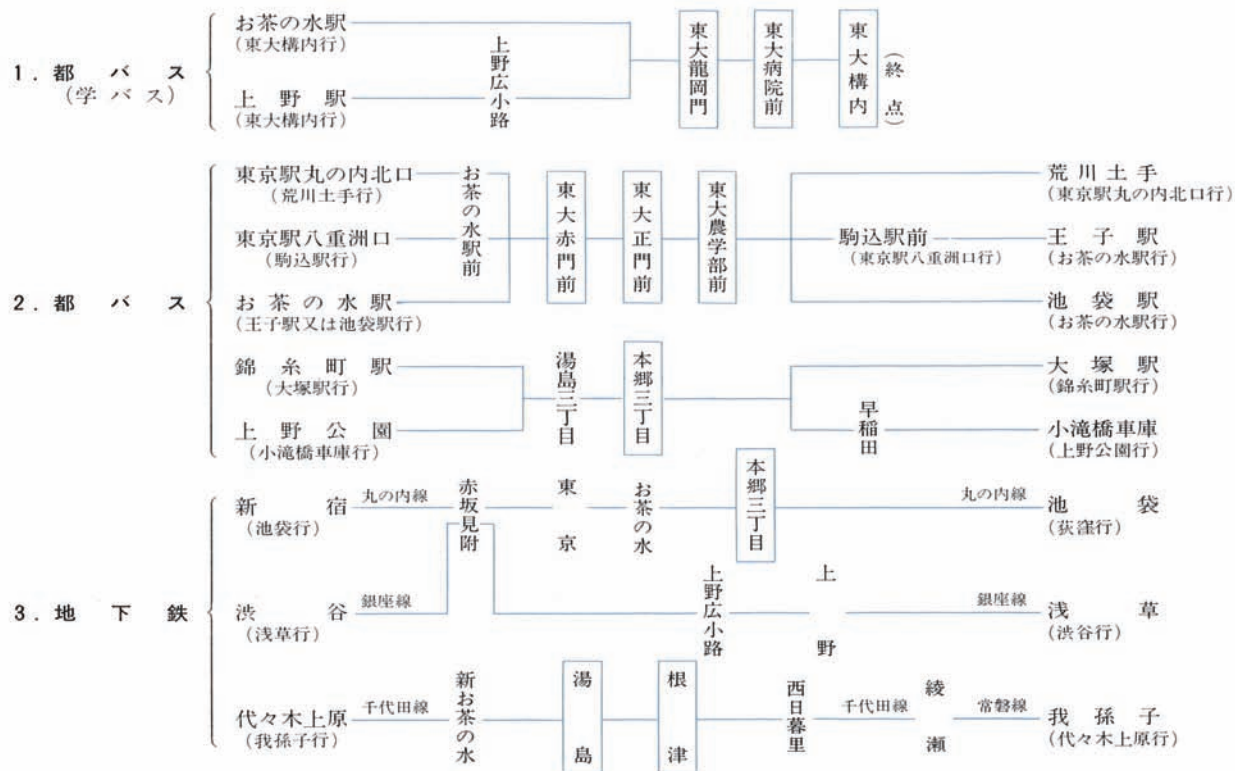 1. 都バス
(学バス)
お茶の水駅
(東大構内行)
上野駅
(東大構内行)
上野広小路
東大龍岡門
東大病院前
東大構内
(終点)
2. 都バス
東京駅丸の内北口
(荒川土手行)
東京駅八重洲口
(駒込駅行)
お茶の水駅
(王子駅又は池袋駅行)
お茶の水駅前
東大赤門前
東大正門前
東大農学部前
駒込駅前
(東京駅八重洲口行)
荒川土手
(東京駅丸の内北口行)
王子駅
(お茶の水駅行)
池袋駅
(お茶の水駅行)
錦糸町駅
(大塚駅行)
上野公園
(小滝橋車庫行)
湯島三丁目
本郷三丁目
早稲田
大塚駅
(錦糸町駅行)
小滝橋車庫
(上野公園行)
3. 地下鉄
新宿
(池袋行)
丸の内線
赤坂見附
東京
お茶の水
本郷三丁目
丸の内線
池袋
(荻窪行)
渋谷
(浅草行)
銀座線
上野広小路
上野
銀座線
浅草
(渋谷行)
代々木上原
(我孫子行)
千代田線
新お茶の水
湯島
根津
西日暮里
千代田線
綾瀬
常磐線
我孫子
(代々木上原行)